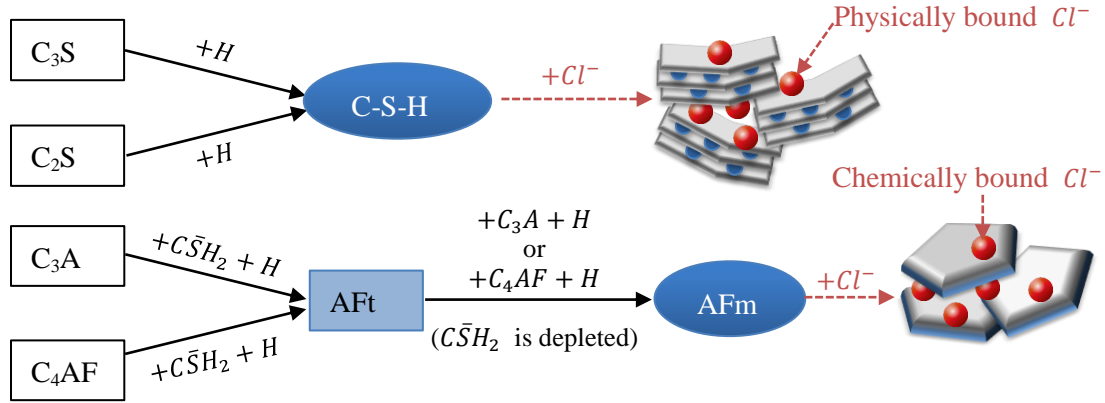 Physically bound Cl⁻
C₃S
+H
C-S-H
+Cl⁻
C₂S
+H
Chemically bound Cl⁻
C₃A
+CS̄H₂ + H
+C₃A + H
or
+C₄AF + H
AFt
AFm
+Cl⁻
(CS̄H₂ is depleted)
C₄AF
+CS̄H₂ + H